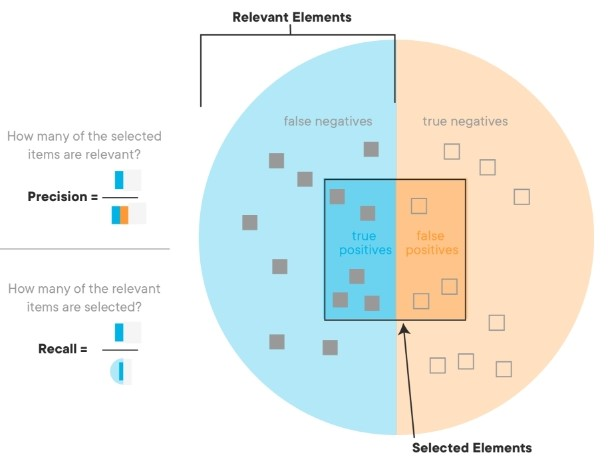 Relevant Elements
false negatives
true negatives
How many of the selected
items are relevant?
Precision =
true
positives
false
positives
How many of the relevant
items are selected?
Recall =
Selected Elements